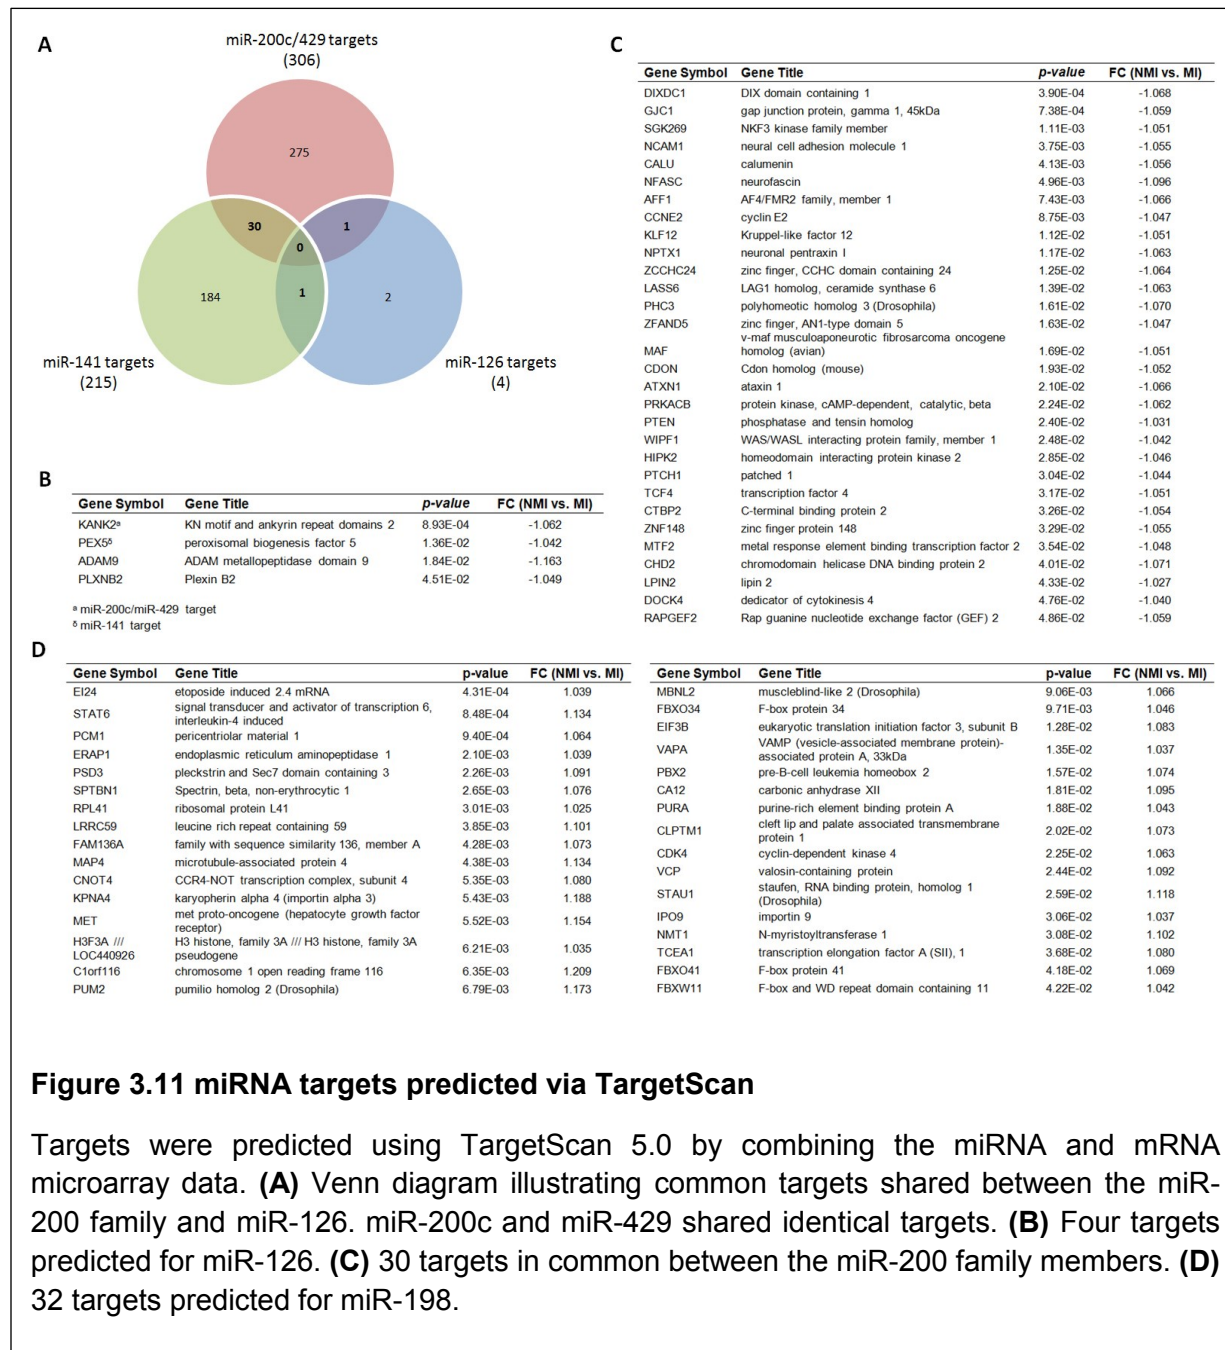 A
miR-200c/429 targets
(306)
275
30
1
0
184
1
2
miR-141 targets
(215)
miR-126 targets
(4)
B
Gene Symbol Gene Title p-value FC (NMI vs. MI)
KANK2ª KN motif and ankyrin repeat domains 2 8.93E-04 -1.062
PEX5ᵟ peroxisomal biogenesis factor 5 1.36E-02 -1.042
ADAM9 ADAM metallopeptidase domain 9 1.84E-02 -1.163
PLXNB2 Plexin B2 4.51E-02 -1.049
ª miR-200c/miR-429 target
ᵟ miR-141 target
C
Gene Symbol Gene Title p-value FC (NMI vs. MI)
DIXDC1 DIX domain containing 1 3.90E-04 -1.068
GJC1 gap junction protein, gamma 1, 45kDa 7.38E-04 -1.059
SGK269 NKF3 kinase family member 1.11E-03 -1.051
NCAM1 neural cell adhesion molecule 1 3.75E-03 -1.055
CALU calumenin 4.13E-03 -1.056
NFASC neurofascin 4.96E-03 -1.096
AFF1 AF4/FMR2 family, member 1 7.43E-03 -1.066
CCNE2 cyclin E2 8.75E-03 -1.047
KLF12 Kruppel-like factor 12 1.12E-02 -1.051
NPTX1 neuronal pentraxin I 1.17E-02 -1.063
ZCCHC24 zinc finger, CCHC domain containing 24 1.25E-02 -1.064
LASS6 LAG1 homolog, ceramide synthase 6 1.39E-02 -1.063
PHC3 polyhomeotic homolog 3 (Drosophila) 1.61E-02 -1.070
ZFAND5 zinc finger, AN1-type domain 5 1.63E-02 -1.047
v-maf musculoaponeurotic fibrosarcoma oncogene
MAF homolog (avian) 1.69E-02 -1.051
CDON Cdon homolog (mouse) 1.93E-02 -1.052
ATXN1 ataxin 1 2.10E-02 -1.066
PRKACB protein kinase, cAMP-dependent, catalytic, beta 2.24E-02 -1.062
PTEN phosphatase and tensin homolog 2.40E-02 -1.031
WIPF1 WAS/WASL interacting protein family, member 1 2.48E-02 -1.042
HIPK2 homeodomain interacting protein kinase 2 2.85E-02 -1.046
PTCH1 patched 1 3.04E-02 -1.044
TCF4 transcription factor 4 3.17E-02 -1.051
CTBP2 C-terminal binding protein 2 3.26E-02 -1.054
ZNF148 zinc finger protein 148 3.29E-02 -1.055
MTF2 metal response element binding transcription factor 2 3.54E-02 -1.048
CHD2 chromodomain helicase DNA binding protein 2 4.01E-02 -1.071
LPIN2 lipin 2 4.33E-02 -1.027
DOCK4 dedicator of cytokinesis 4 4.76E-02 -1.040
RAPGEF2 Rap guanine nucleotide exchange factor (GEF) 2 4.86E-02 -1.059
D
Gene Symbol Gene Title p-value FC (NMI vs. MI)
EI24 etoposide induced 2.4 mRNA 4.31E-04 1.039
signal transducer and activator of transcription 6,
STAT6 8.48E-04 1.134
interleukin-4 induced
PCM1 pericentriolar material 1 9.40E-04 1.064
ERAP1 endoplasmic reticulum aminopeptidase 1 2.10E-03 1.039
PSD3 pleckstrin and Sec7 domain containing 3 2.26E-03 1.091
SPTBN1 Spectrin, beta, non-erythrocytic 1 2.65E-03 1.076
RPL41 ribosomal protein L41 3.01E-03 1.025
LRRC59 leucine rich repeat containing 59 3.85E-03 1.101
FAM136A family with sequence similarity 136, member A 4.28E-03 1.073
MAP4 microtubule-associated protein 4 4.38E-03 1.134
CNOT4 CCR4-NOT transcription complex, subunit 4 5.35E-03 1.080
KPNA4 karyopherin alpha 4 (importin alpha 3) 5.43E-03 1.188
met proto-oncogene (hepatocyte growth factor
MET 5.52E-03 1.154
receptor)
H3F3A /// H3 histone, family 3A /// H3 histone, family 3A
6.21E-03 1.035
LOC440926 pseudogene
C1orf116 chromosome 1 open reading frame 116 6.35E-03 1.209
PUM2 pumilio homolog 2 (Drosophila) 6.79E-03 1.173
Gene Symbol Gene Title p-value FC (NMI vs. MI)
MBNL2 muscleblind-like 2 (Drosophila) 9.06E-03 1.066
FBXO34 F-box protein 34 9.71E-03 1.046
EIF3B eukaryotic translation initiation factor 3, subunit B 1.28E-02 1.083
VAMP (vesicle-associated membrane protein)-
VAPA 1.35E-02 1.037
associated protein A, 33kDa
PBX2 pre-B-cell leukemia homeobox 2 1.57E-02 1.074
CA12 carbonic anhydrase XII 1.81E-02 1.095
PURA purine-rich element binding protein A 1.88E-02 1.043
cleft lip and palate associated transmembrane
CLPTM1 2.02E-02 1.073
protein 1
CDK4 cyclin-dependent kinase 4 2.25E-02 1.063
VCP valosin-containing protein 2.44E-02 1.092
staufen, RNA binding protein, homolog 1
STAU1 2.59E-02 1.118
(Drosophila)
IPO9 importin 9 3.06E-02 1.037
NMT1 N-myristoyltransferase 1 3.08E-02 1.102
TCEA1 transcription elongation factor A (SII), 1 3.68E-02 1.080
FBXO41 F-box protein 41 4.18E-02 1.069
FBXW11 F-box and WD repeat domain containing 11 4.22E-02 1.042
Figure 3.11 miRNA targets predicted via TargetScan
Targets were predicted using TargetScan 5.0 by combining the miRNA and mRNA
microarray data. (A) Venn diagram illustrating common targets shared between the miR-
200 family and miR-126. miR-200c and miR-429 shared identical targets. (B) Four targets
predicted for miR-126. (C) 30 targets in common between the miR-200 family members. (D)
32 targets predicted for miR-198.